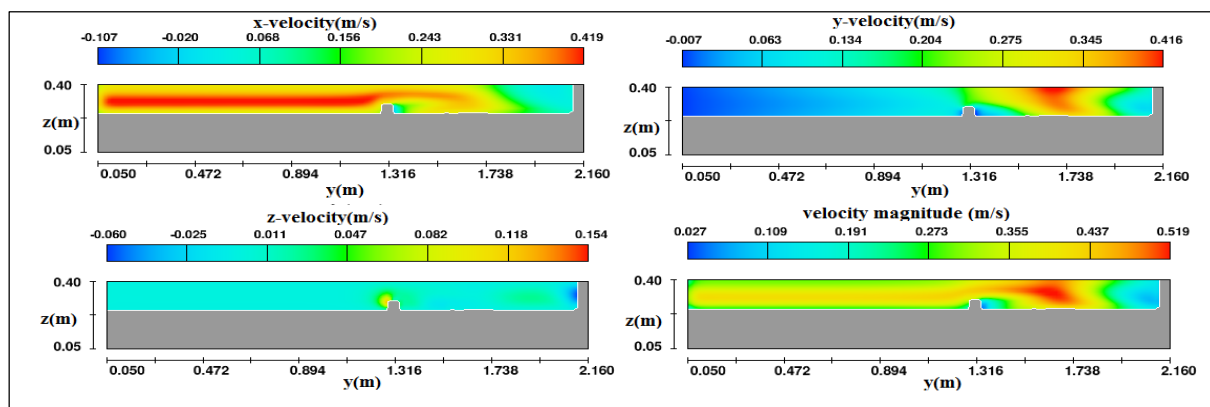 x-velocity(m/s)
-0.107 -0.020 0.068 0.156 0.243 0.331 0.419
0.40
z(m)
0.05
0.050 0.472 0.894 1.316 1.738 2.160
y(m)
y-velocity(m/s)
-0.007 0.063 0.134 0.204 0.275 0.345 0.416
0.40
z(m)
0.05
0.050 0.472 0.894 1.316 1.738 2.160
y(m)
z-velocity(m/s)
-0.060 -0.025 0.011 0.047 0.082 0.118 0.154
0.40
z(m)
0.05
0.050 0.472 0.894 1.316 1.738 2.160
y(m)
velocity magnitude (m/s)
0.027 0.109 0.191 0.273 0.355 0.437 0.519
0.40
z(m)
0.05
0.050 0.472 0.894 1.316 1.738 2.160
y(m)